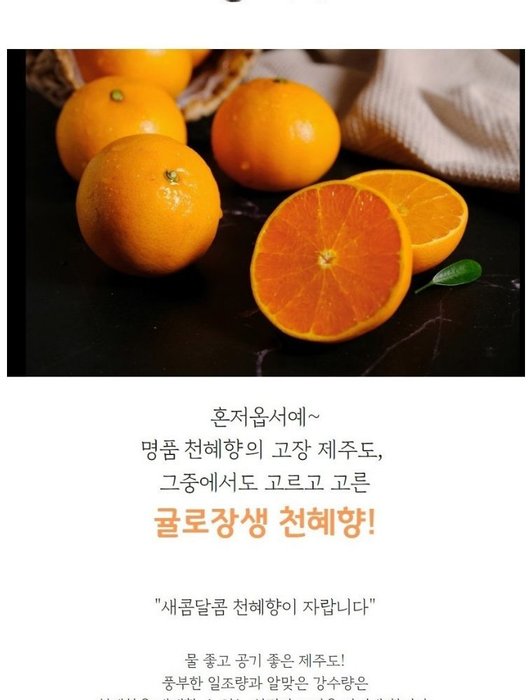 혼저옵서예~
명품 천혜향의 고장 제주도,
그중에서도 고르고 고른
귤로장생 천혜향!
"새콤달콤 천혜향이 자랍니다"
물 좋고 공기 좋은 제주도!
풍부한 일조량과 알맞은 강수량은